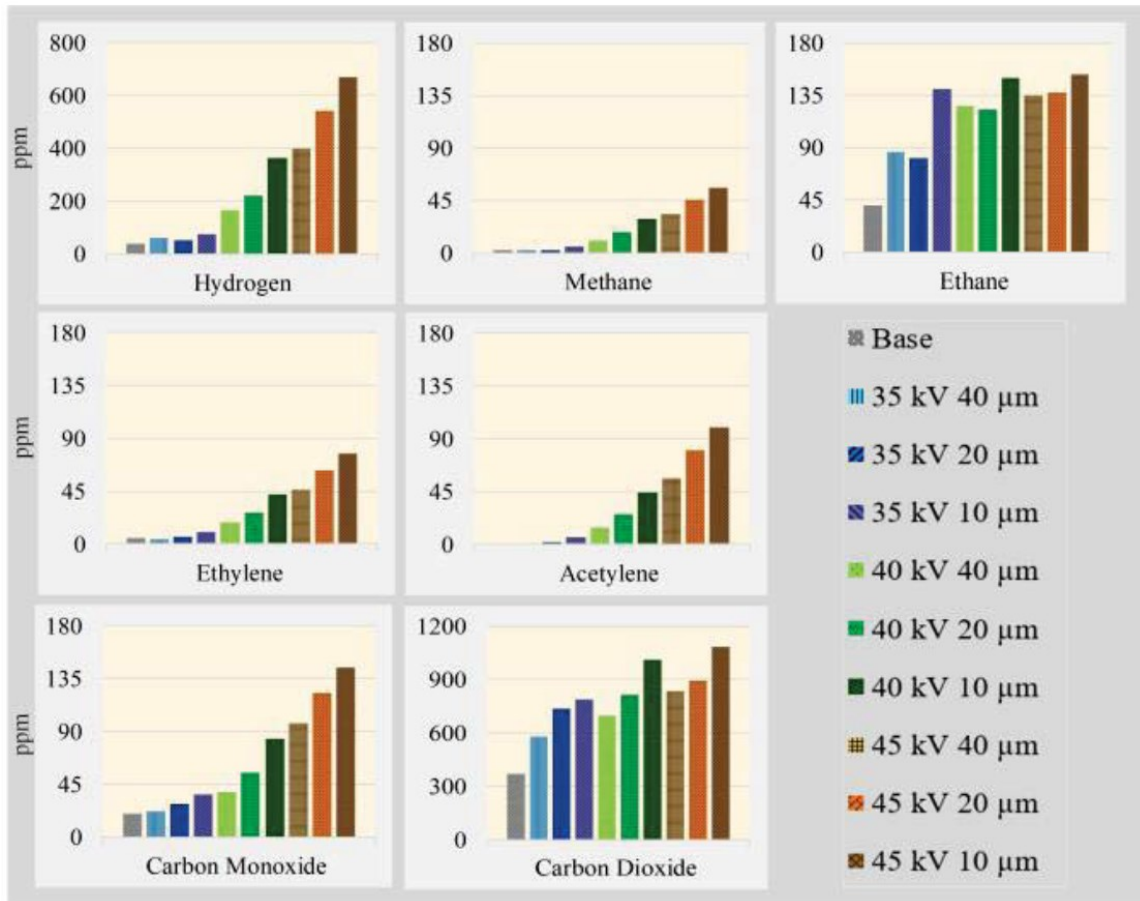 800
600
400
200
0
ppm
Hydrogen
180
135
90
45
0
Methane
180
135
90
45
0
Ethane
180
135
90
45
0
ppm
Ethylene
180
135
90
45
0
Acetylene
180
135
90
45
0
ppm
Carbon Monoxide
1200
900
600
300
0
Carbon Dioxide
Base
35 kV 40 µm
35 kV 20 µm
35 kV 10 µm
40 kV 40 µm
40 kV 20 µm
40 kV 10 µm
45 kV 40 µm
45 kV 20 µm
45 kV 10 µm